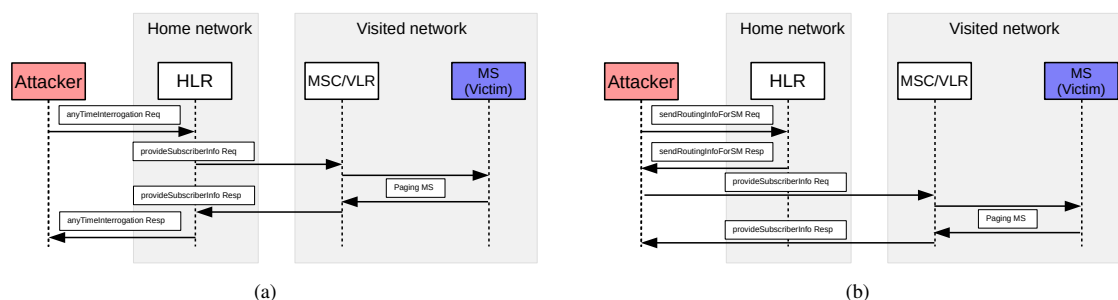 Home network
Visited network
Attacker
HLR
MSC/VLR
MS
(Victim)
anyTimeInterrogation Req
provideSubscriberInfo Req
Paging MS
provideSubscriberInfo Resp
anyTimeInterrogation Resp
(a)
Home network
Visited network
Attacker
HLR
MSC/VLR
MS
(Victim)
sendRoutingInfoForSM Req
sendRoutingInfoForSM Resp
provideSubscriberInfo Req
Paging MS
provideSubscriberInfo Resp
(b)